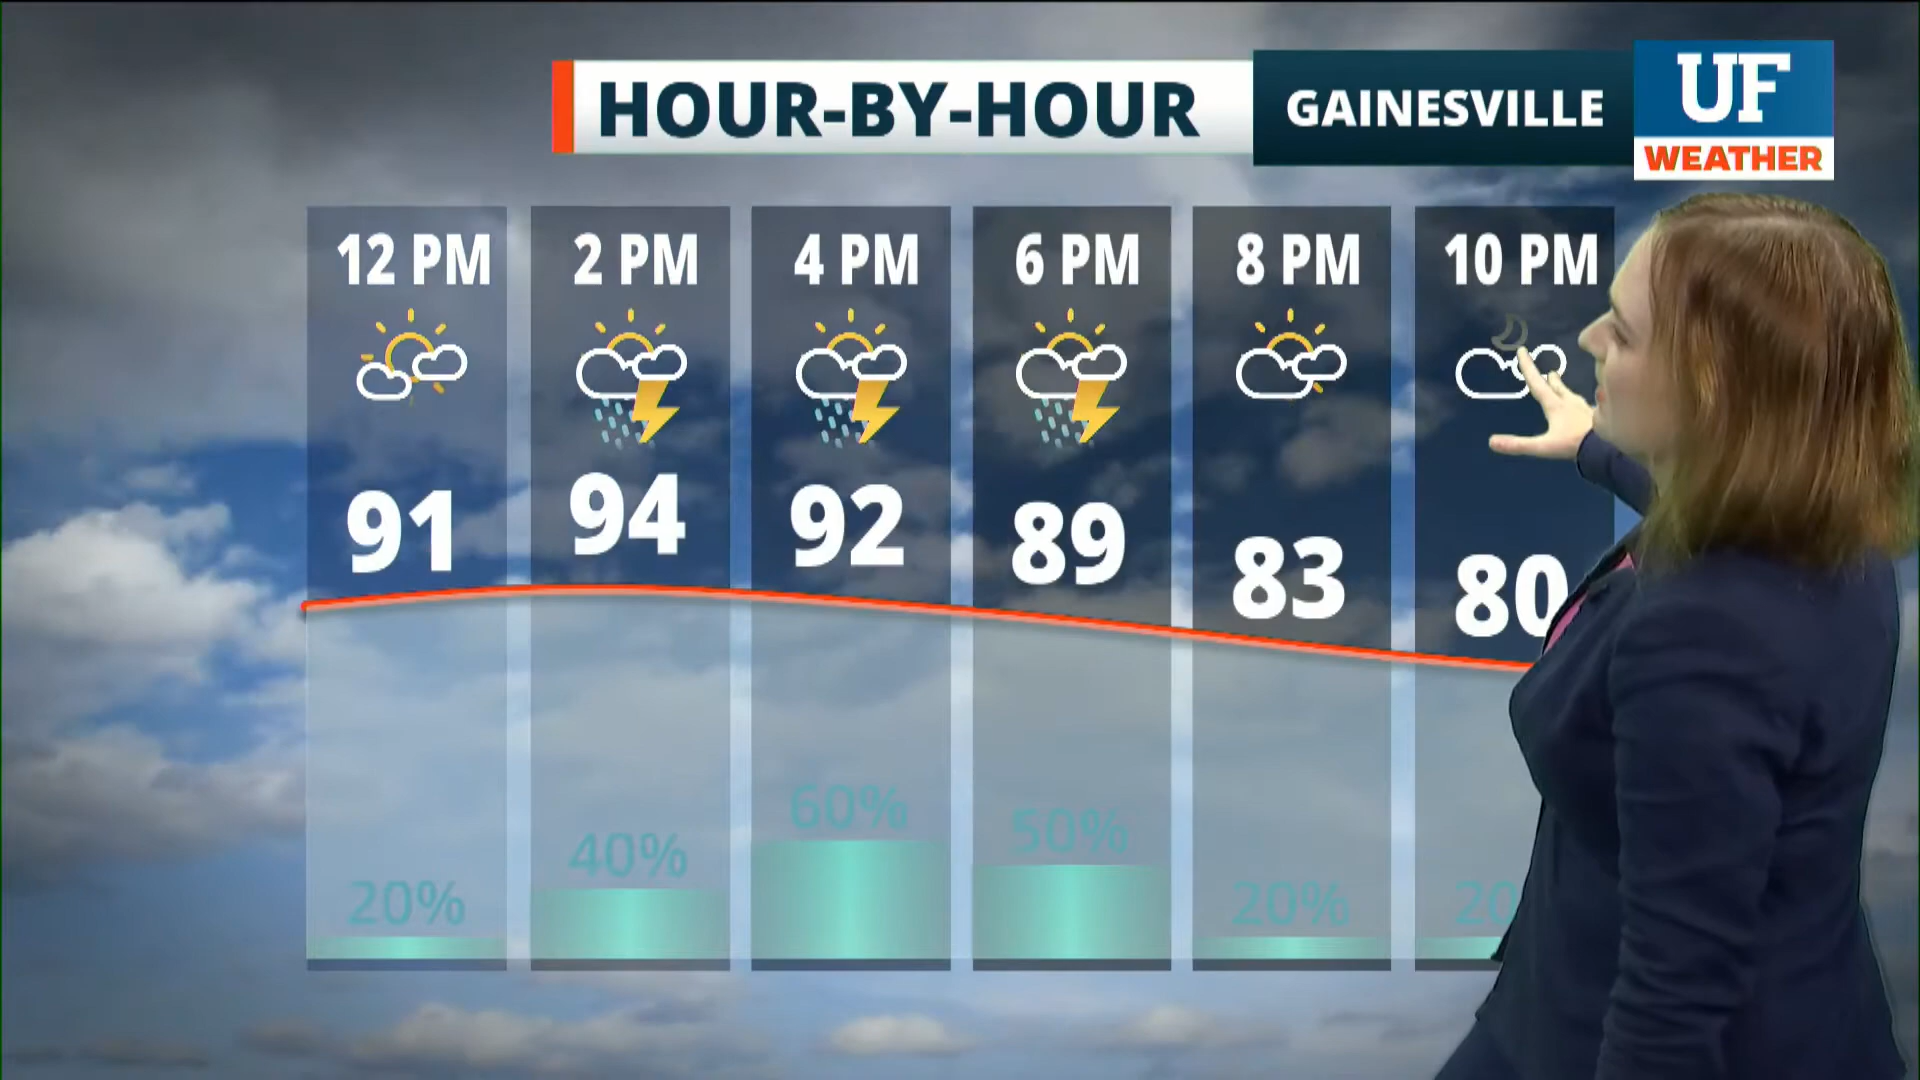 HOUR-BY-HOUR
GAINESVILLE
UF
WEATHER
12 PM
2 PM
4 PM
6 PM
8 PM
10 PM
91
94
92
89
83
80
20%
40%
60%
50%
20%
20